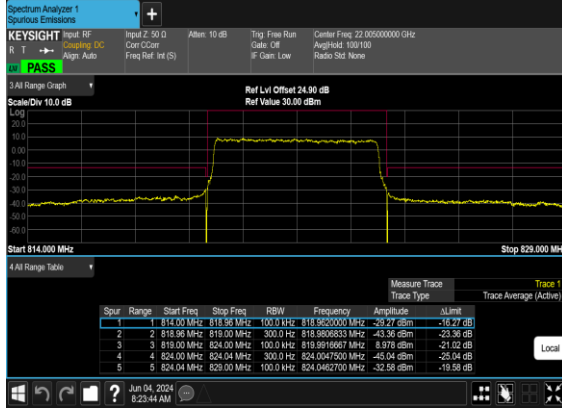 Spectrum Analyzer 1
Spurious Emissions
+
KEYSIGHT Input: RF Input Z: 50 Ω Atten: 10 dB Trig: Free Run Center Freq: 22.005000000 GHz
R T Coupling: DC Corr CCorr Gate: Off Avg|Hold: 100/100
Align: Auto Freq Ref: Int (S) IF Gain: Low Radio Std: None
PASS
3 All Range Graph
Ref Lvl Offset 24.90 dB
Scale/Div 10.0 dB Ref Value 30.00 dBm
Log
20.0
10.0
0.00
-10.0
-20.0
-30.0
-40.0
-50.0
-60.0
Start 814.000 MHz Stop 829.000 MH
4 All Range Table
Measure Trace Trace 1
Trace Type Trace Average (Active)
Spur Range Start Freq Stop Freq RBW Frequency Amplitude ΔLimit
1 1 814.00 MHz 818.96 MHz 100.0 kHz 818.9620000 MHz -29.27 dBm -16.27 dB
2 2 818.96 MHz 819.00 MHz 300.0 Hz 818.9806833 MHz -43.36 dBm -23.36 dB
3 3 819.00 MHz 824.00 MHz 100.0 kHz 819.9916667 MHz 8.978 dBm -21.02 dB
4 4 824.00 MHz 824.04 MHz 300.0 Hz 824.0047500 MHz -45.04 dBm -25.04 dB
5 5 824.04 MHz 829.00 MHz 100.0 kHz 824.0462700 MHz -32.58 dBm -19.58 dB
Local
? Jun 04, 2024
8:23:44 AM